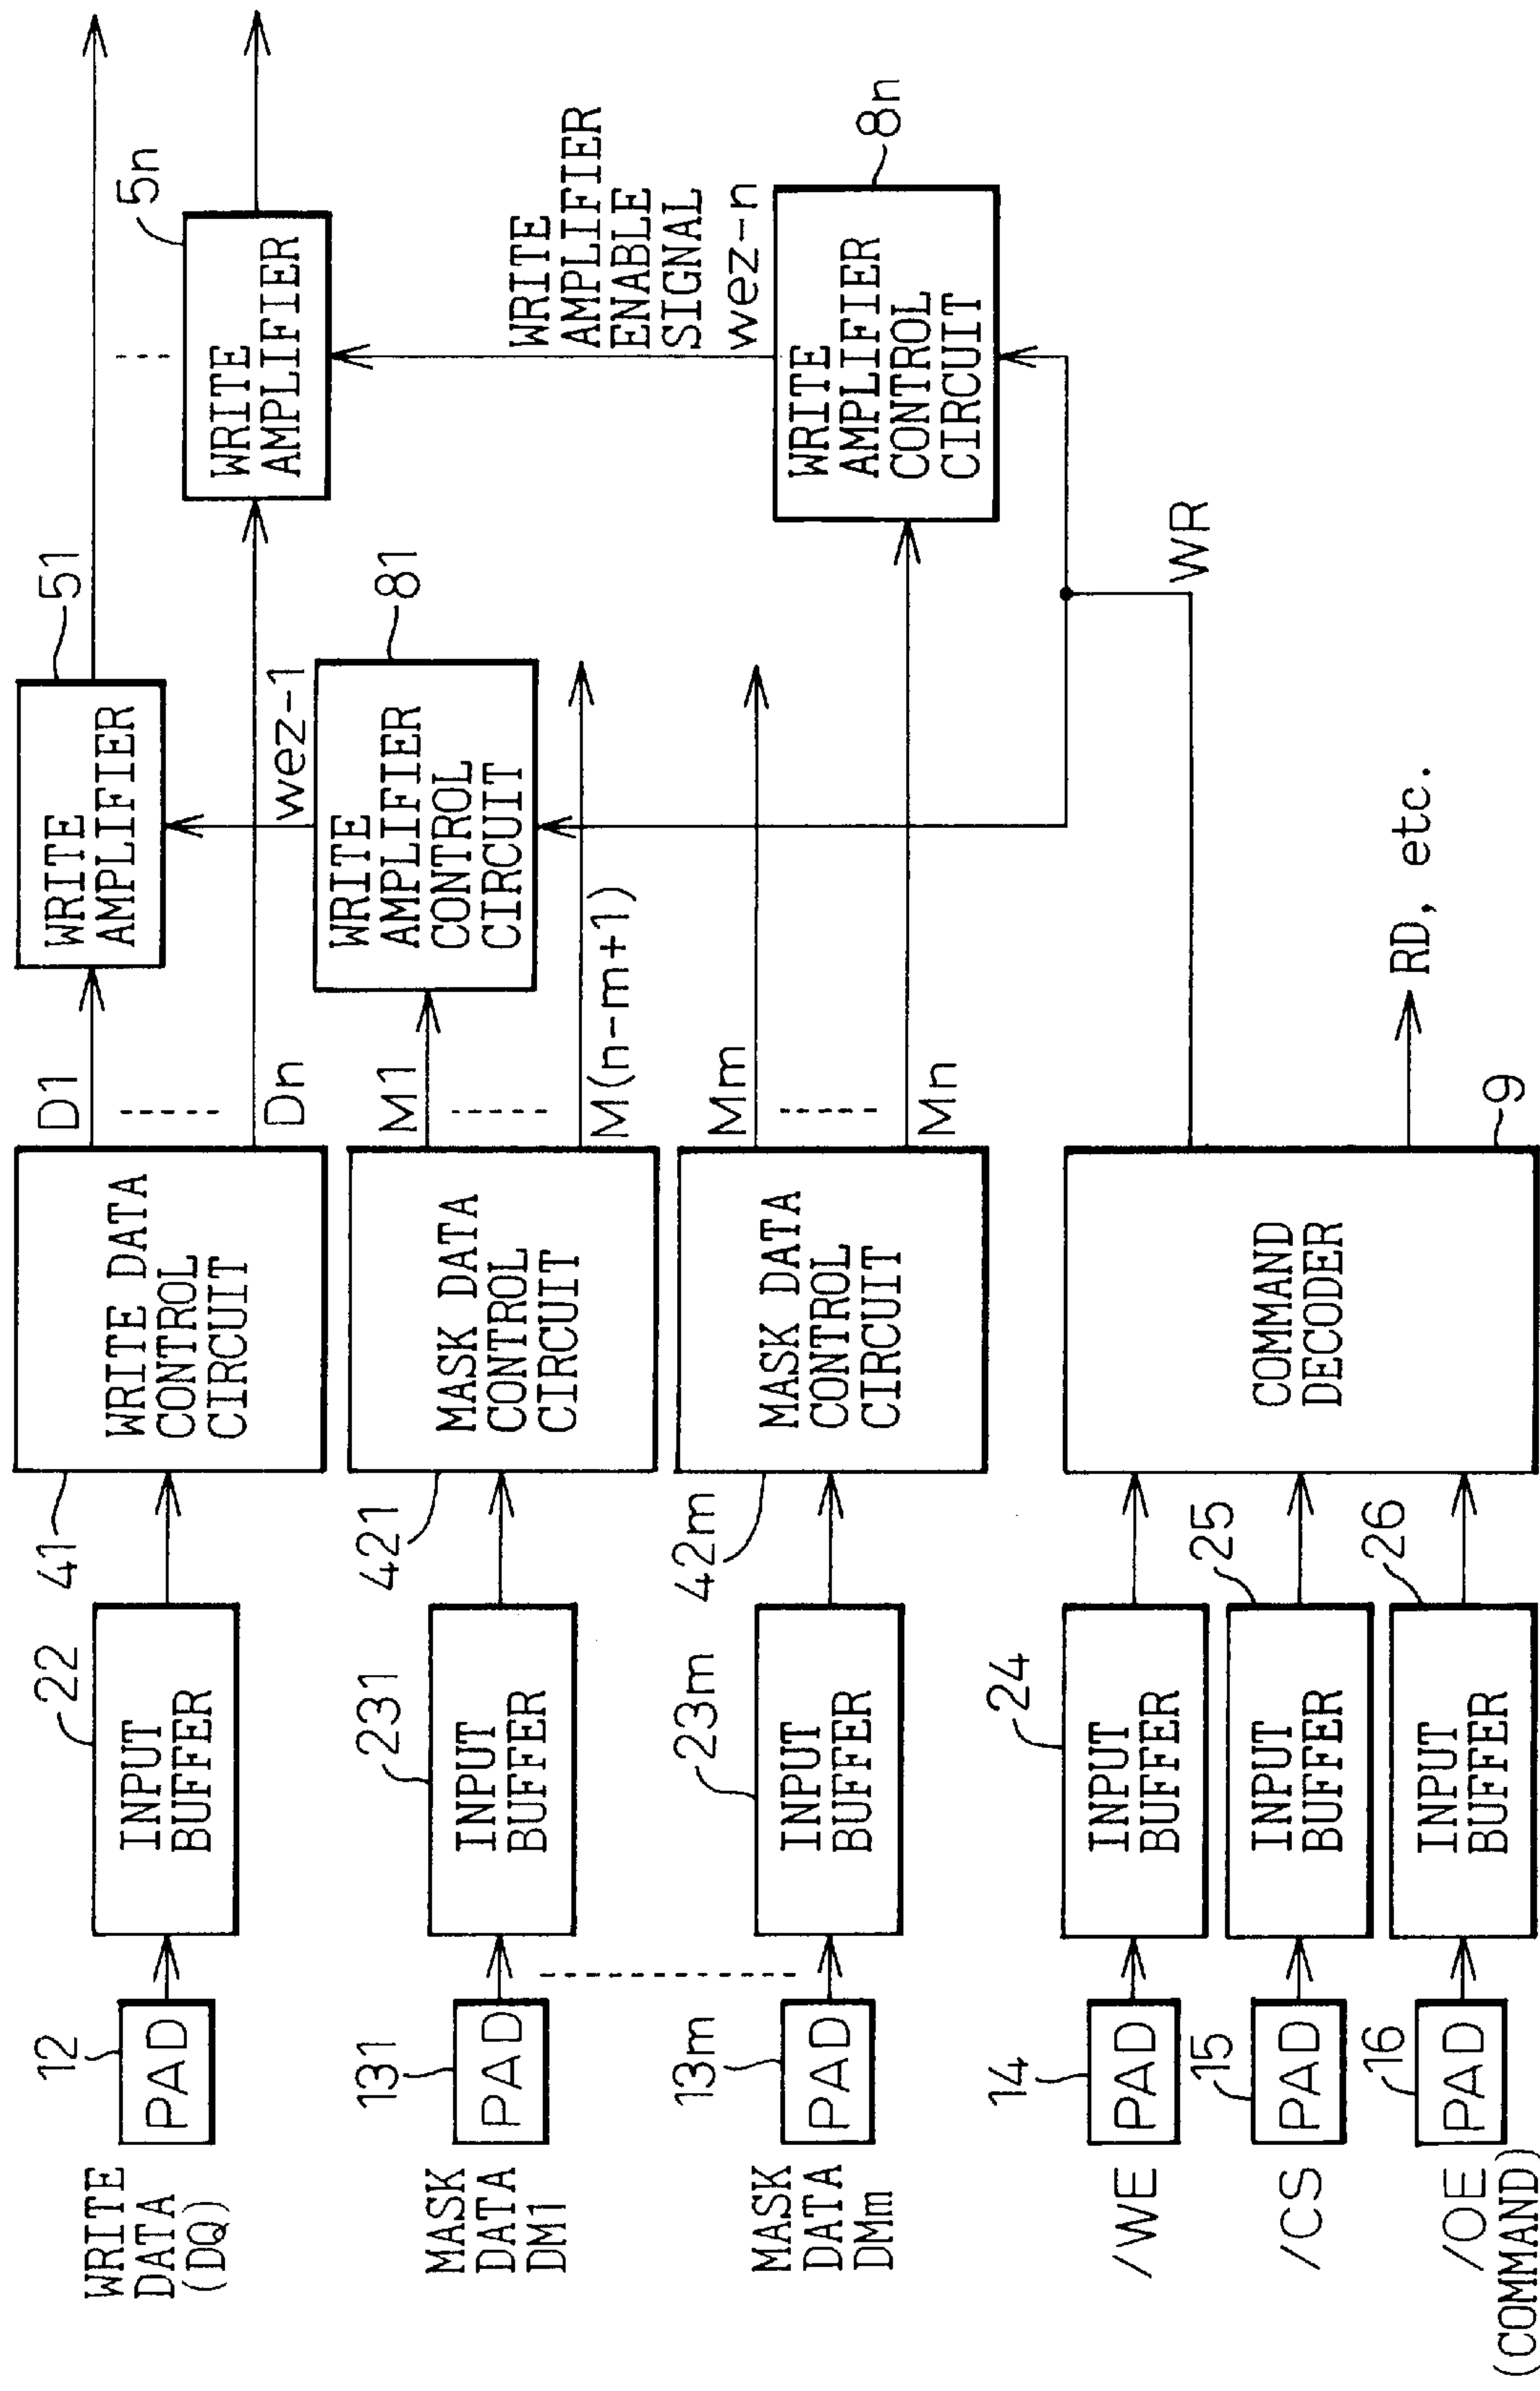 WRITE
DATA
(DQ)
12
PAD
22
INPUT
BUFFER
41
WRITE DATA
CONTROL
CIRCUIT
D1
Dn
WRITE
AMPLIFIER
51
WRITE
AMPLIFIER
5n
MASK
DATA
DM1
131
PAD
231
INPUT
BUFFER
421
MASK DATA
CONTROL
CIRCUIT
M1
M(n-m+1)
wez-1
WRITE
AMPLIFIER
CONTROL
CIRCUIT
81
WRITE
AMPLIFIER
ENABLE
SIGNAL
wez-n
MASK
DATA
DMm
13m
PAD
23m
INPUT
BUFFER
42m
MASK DATA
CONTROL
CIRCUIT
Mm
Mn
WRITE
AMPLIFIER
CONTROL
CIRCUIT
8n
/WE
14
PAD
24
INPUT
BUFFER
/CS
15
PAD
25
INPUT
BUFFER
/OE
(COMMAND)
16
PAD
26
INPUT
BUFFER
COMMAND
DECODER
9
WR
RD, etc.